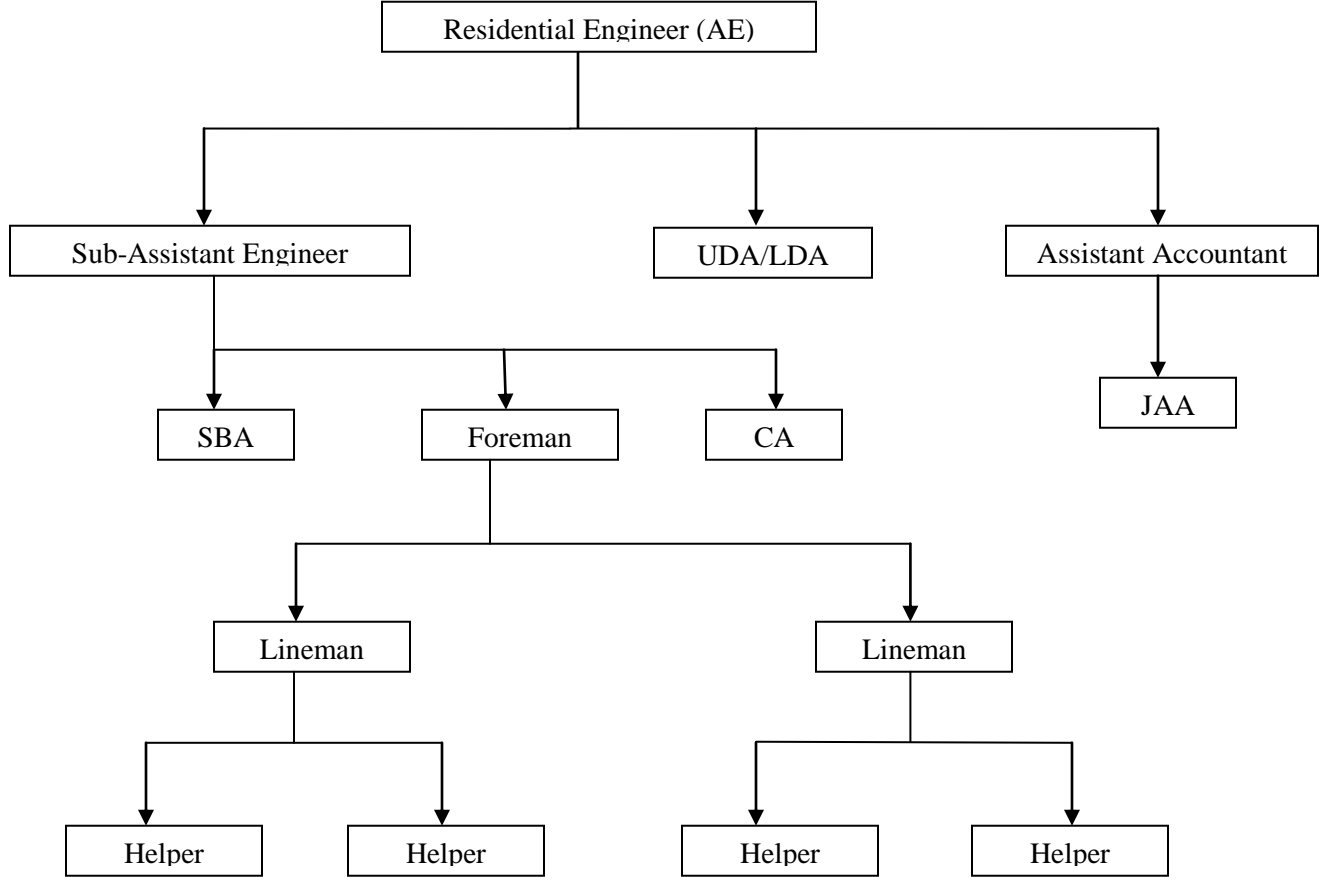 Residential Engineer (AE)
Sub-Assistant Engineer
UDA/LDA
Assistant Accountant
JAA
SBA
Foreman
CA
Lineman
Lineman
Helper
Helper
Helper
Helper